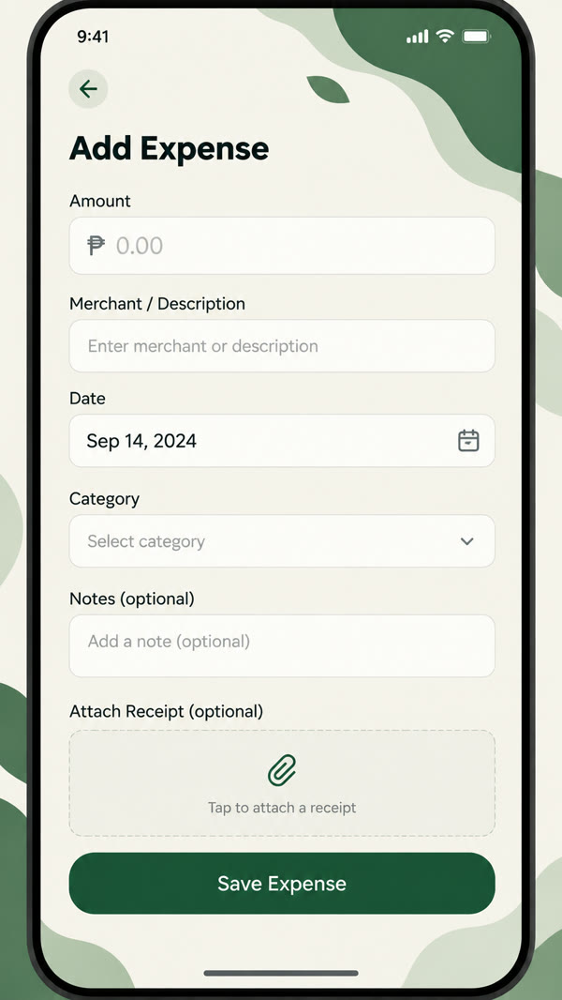 9:41
Add Expense
Amount
₱ 0.00
Merchant / Description
Enter merchant or description
Date
Sep 14, 2024
Category
Select category
Notes (optional)
Add a note (optional)
Attach Receipt (optional)
Tap to attach a receipt
Save Expense